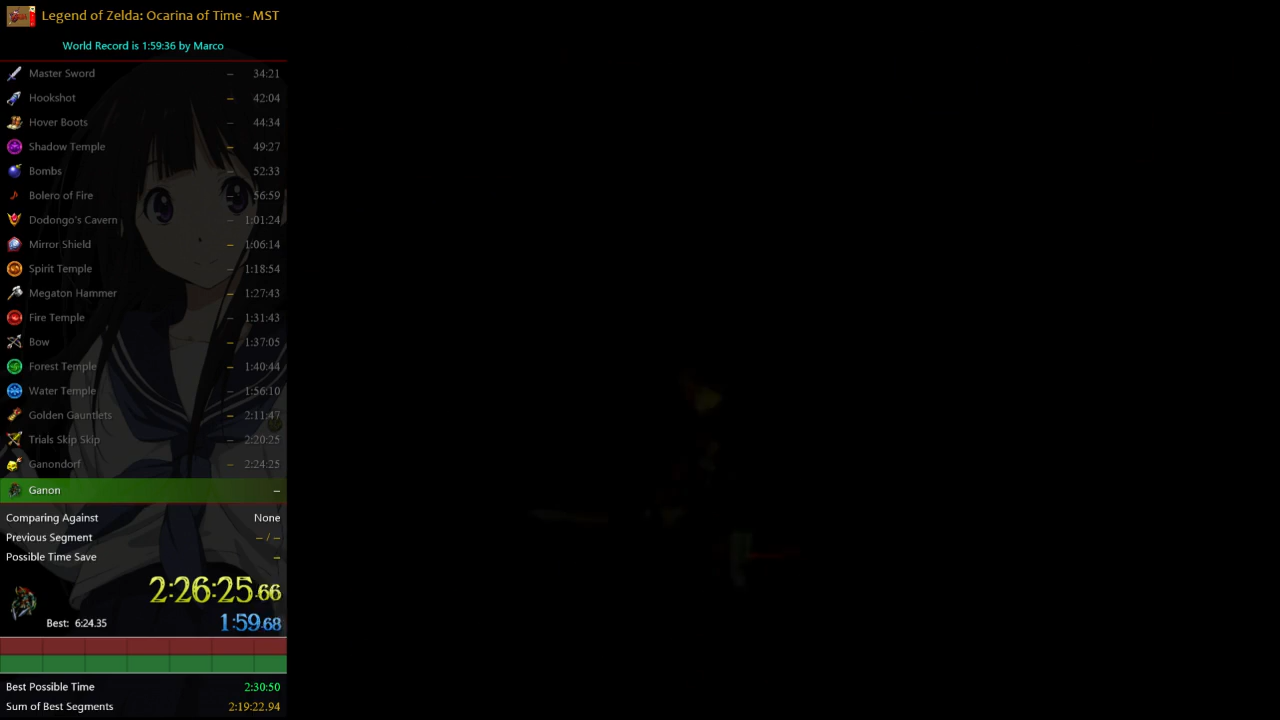 Legend of Zelda: Ocarina of Time - MST
World Record is 1:59:36 by Marco
Master Sword – 34:21
Hookshot – 42:04
Hover Boots – 44:34
Shadow Temple – 49:27
Bombs – 52:33
Bolero of Fire – 56:59
Dodongo's Cavern – 1:01:24
Mirror Shield – 1:06:14
Spirit Temple – 1:18:54
Megaton Hammer – 1:27:43
Fire Temple – 1:31:43
Bow – 1:37:05
Forest Temple – 1:40:44
Water Temple – 1:56:10
Golden Gauntlets – 2:11:47
Trials Skip Skip – 2:20:25
Ganondorf – 2:24:25
Ganon –
Comparing Against None
Previous Segment – / –
Possible Time Save –
2:26:25.66
Best: 6:24.35 1:59.68
Best Possible Time 2:30:50
Sum of Best Segments 2:19:22.94